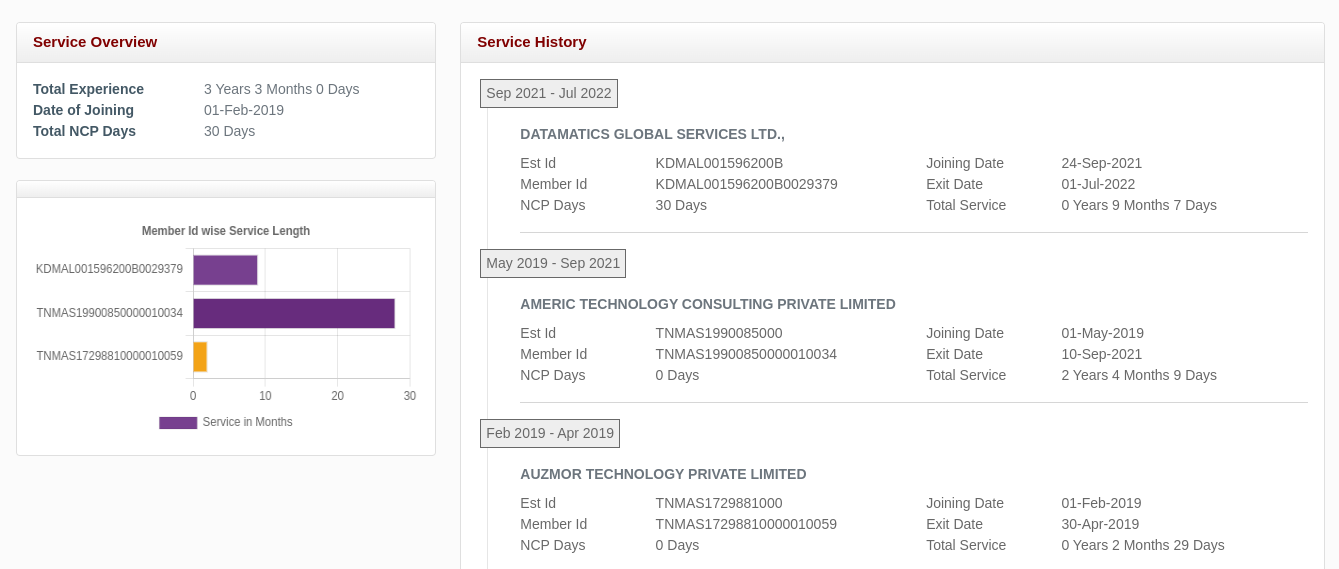 Service Overview
Total Experience 3 Years 3 Months 0 Days
Date of Joining 01-Feb-2019
Total NCP Days 30 Days
Member Id wise Service Length
KDMAL001596200B0029379
TNMAS19900850000010034
TNMAS17298810000010059
0 10 20 30
Service in Months
Service History
Sep 2021 - Jul 2022
DATAMATICS GLOBAL SERVICES LTD.,
Est Id KDMAL001596200B Joining Date 24-Sep-2021
Member Id KDMAL001596200B0029379 Exit Date 01-Jul-2022
NCP Days 30 Days Total Service 0 Years 9 Months 7 Days
May 2019 - Sep 2021
AMERIC TECHNOLOGY CONSULTING PRIVATE LIMITED
Est Id TNMAS1990085000 Joining Date 01-May-2019
Member Id TNMAS19900850000010034 Exit Date 10-Sep-2021
NCP Days 0 Days Total Service 2 Years 4 Months 9 Days
Feb 2019 - Apr 2019
AUZMOR TECHNOLOGY PRIVATE LIMITED
Est Id TNMAS1729881000 Joining Date 01-Feb-2019
Member Id TNMAS17298810000010059 Exit Date 30-Apr-2019
NCP Days 0 Days Total Service 0 Years 2 Months 29 Days